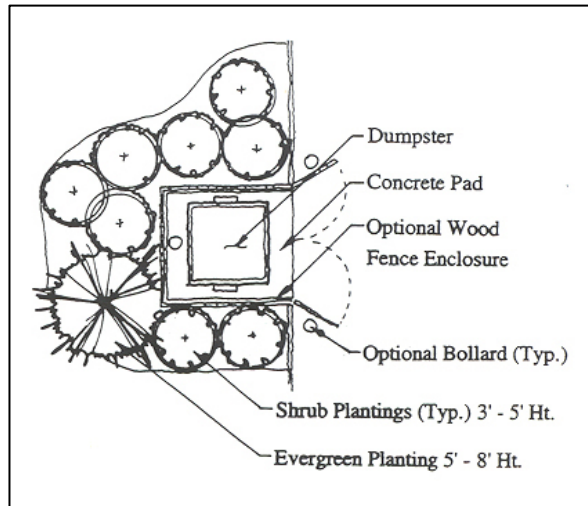 Dumpster
Concrete Pad
Optional Wood
Fence Enclosure
Optional Bollard (Typ.)
Shrub Plantings (Typ.) 3' - 5' Ht.
Evergreen Planting 5' - 8' Ht.